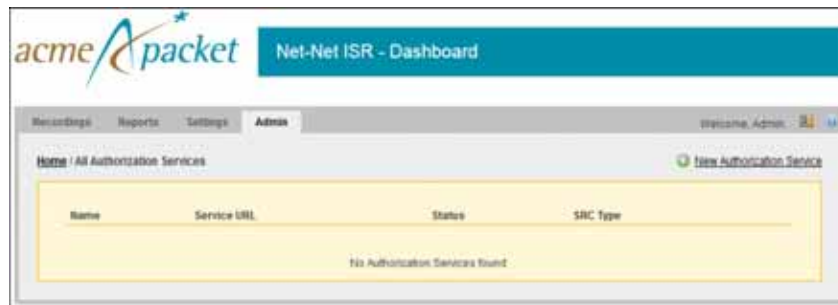 acme packet
Net-Net ISR - Dashboard
Recordings Reports Settings Admin
Welcome, Admin
Home / All Authorization Services
New Authorization Service
Name Service URL Status SRC Type
No Authorization Services found